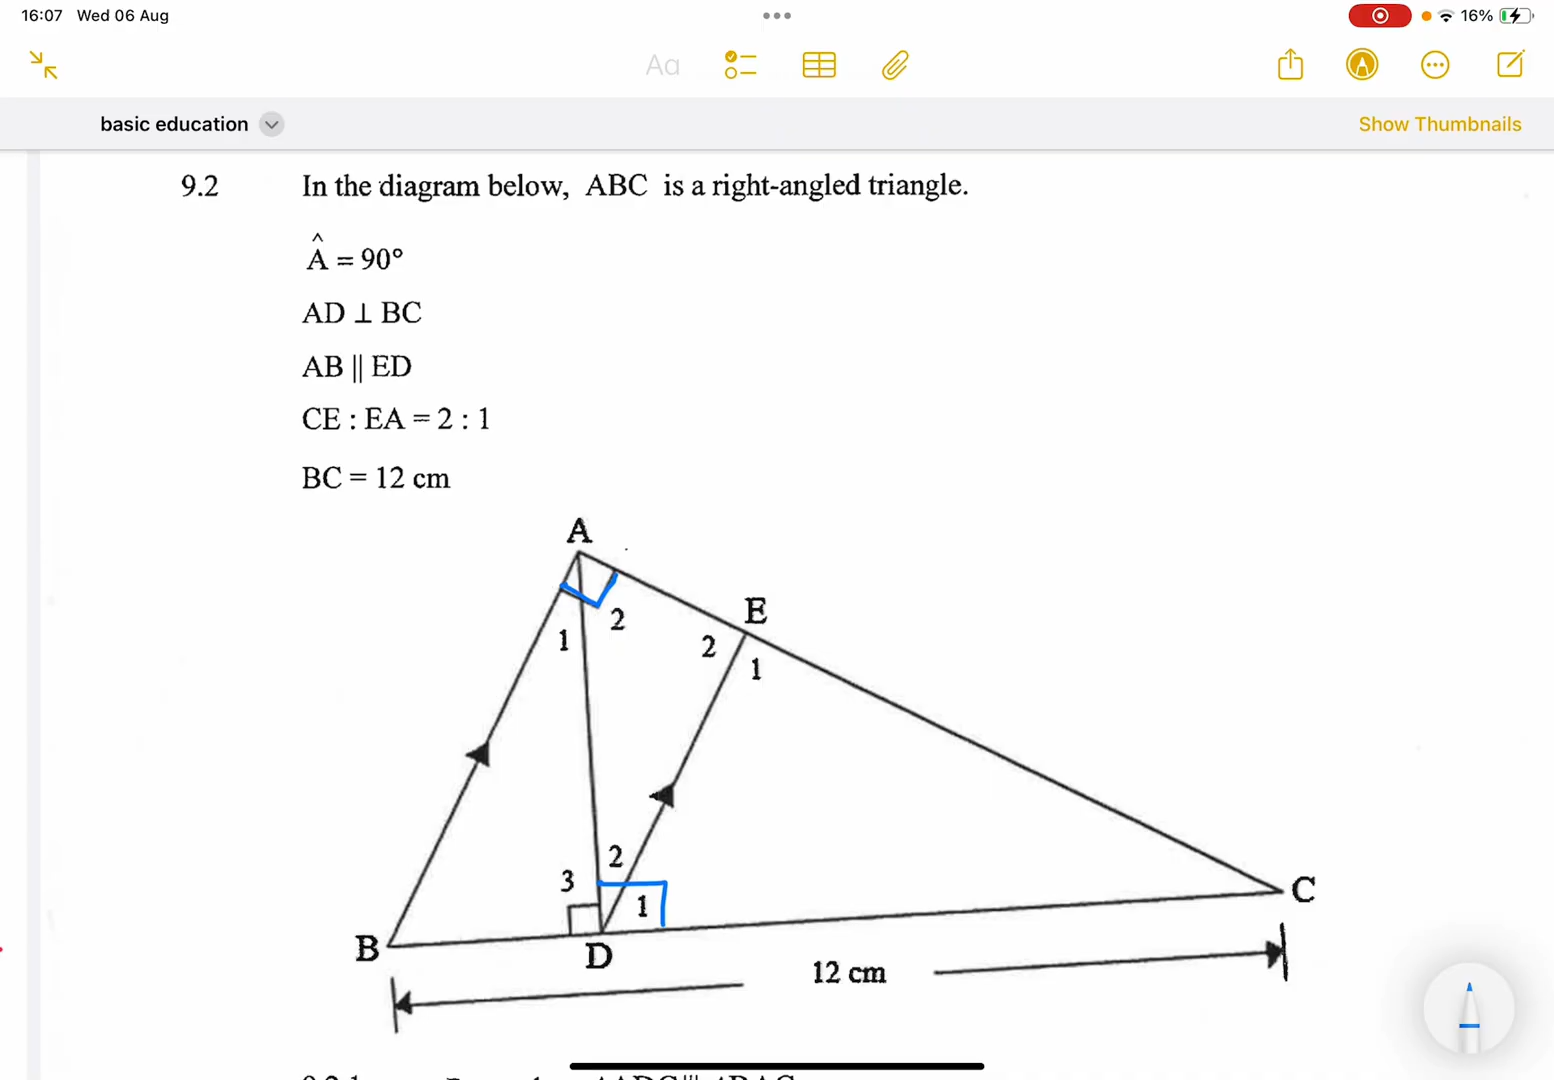 16:07 Wed 06 Aug
16%
Aa
basic education
Show Thumbnails
9.2 In the diagram below, ABC is a right-angled triangle.
Â = 90°
AD ⊥ BC
AB || ED
CE : EA = 2 : 1
BC = 12 cm
A
E
2
1
2
1
2
3
1
C
B
D
12 cm